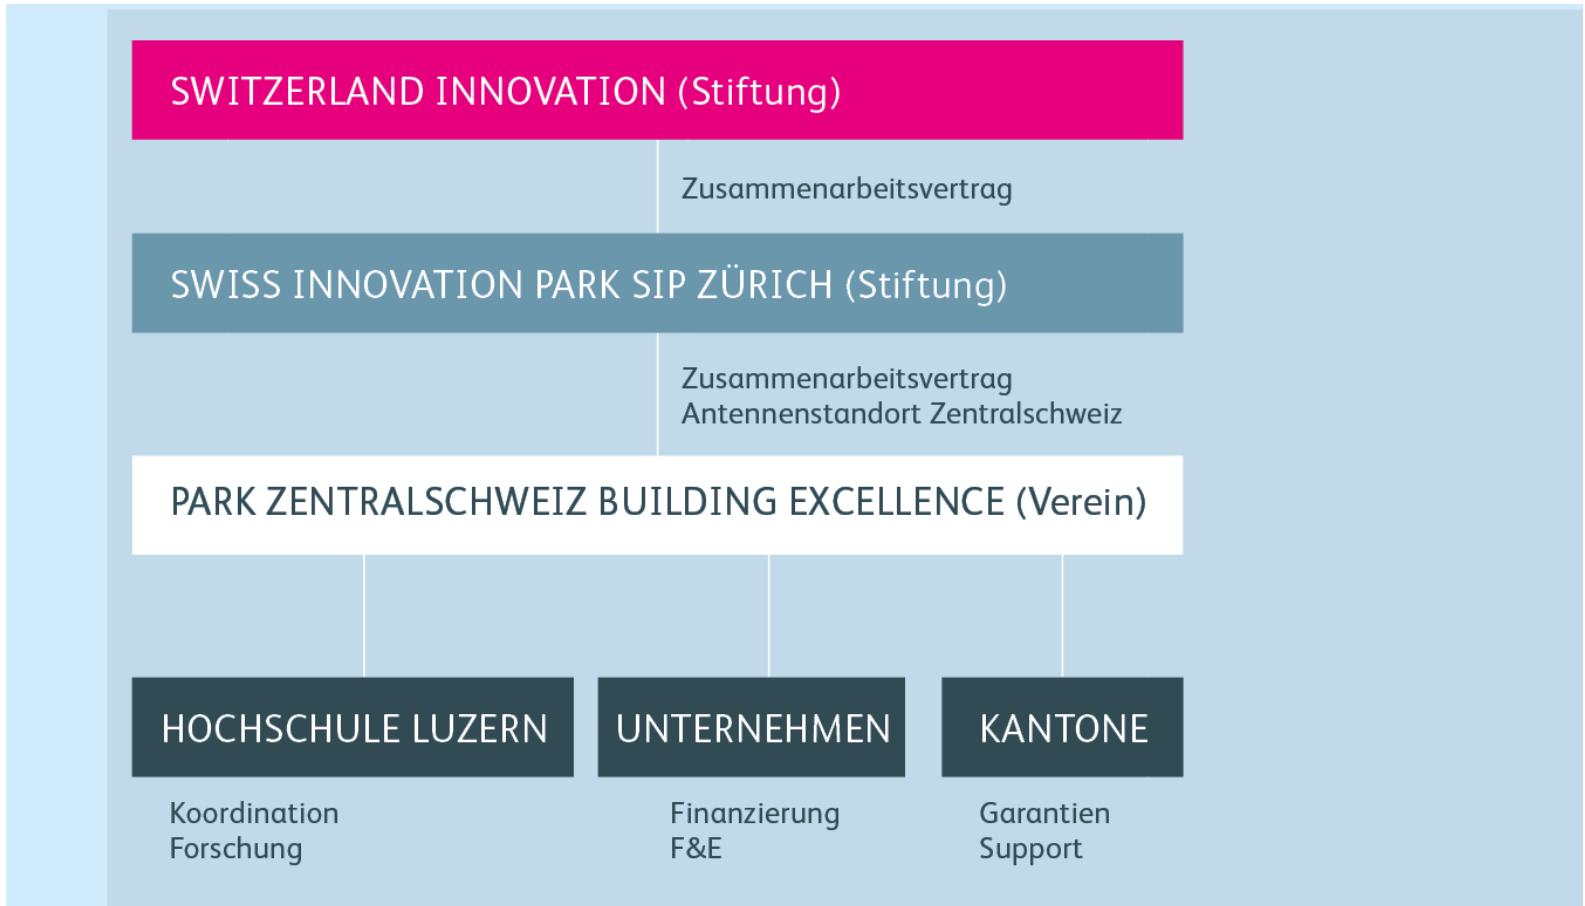 SWITZERLAND INNOVATION (Stiftung)
Zusammenarbeitsvertrag
SWISS INNOVATION PARK SIP ZÜRICH (Stiftung)
Zusammenarbeitsvertrag
Antennenstandort Zentralschweiz
PARK ZENTRALSCHWEIZ BUILDING EXCELLENCE (Verein)
HOCHSCHULE LUZERN
Koordination
Forschung
UNTERNEHMEN
Finanzierung
F&E
KANTONE
Garantien
Support